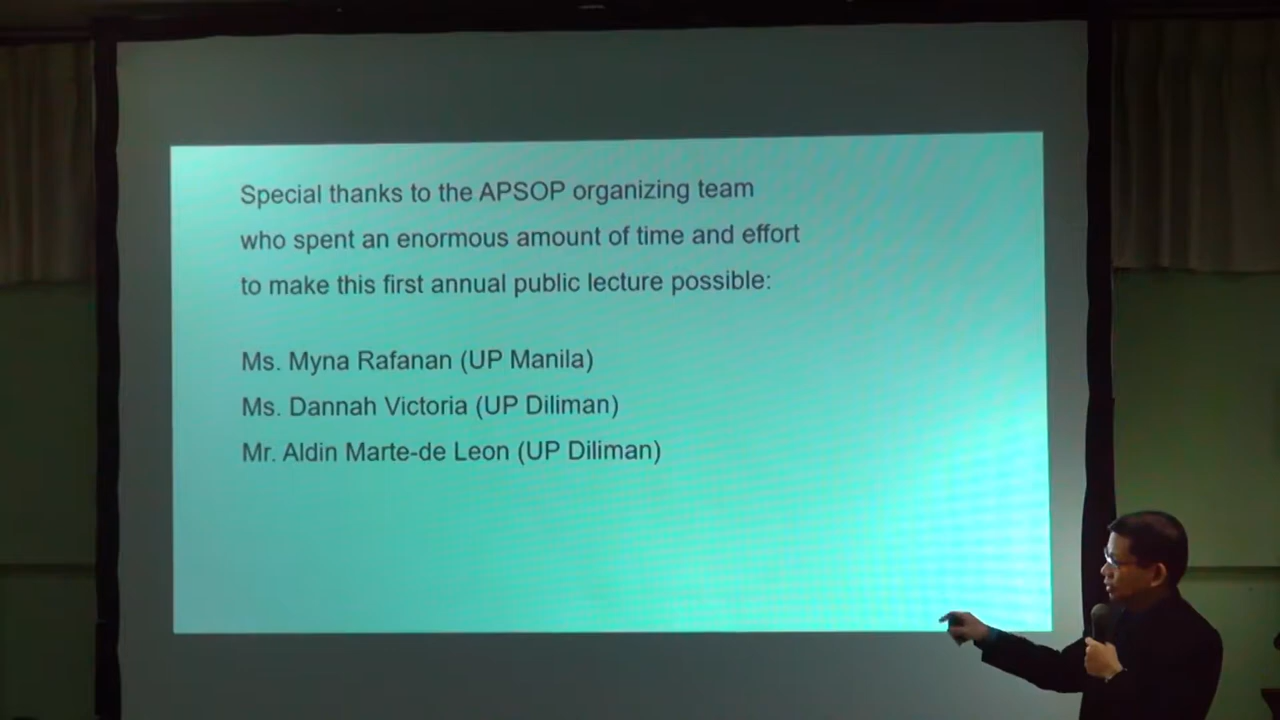 Special thanks to the APSOP organizing team
who spent an enormous amount of time and effort
to make this first annual public lecture possible:
Ms. Myna Rafanan (UP Manila)
Ms. Dannah Victoria (UP Diliman)
Mr. Aldin Marte-de Leon (UP Diliman)